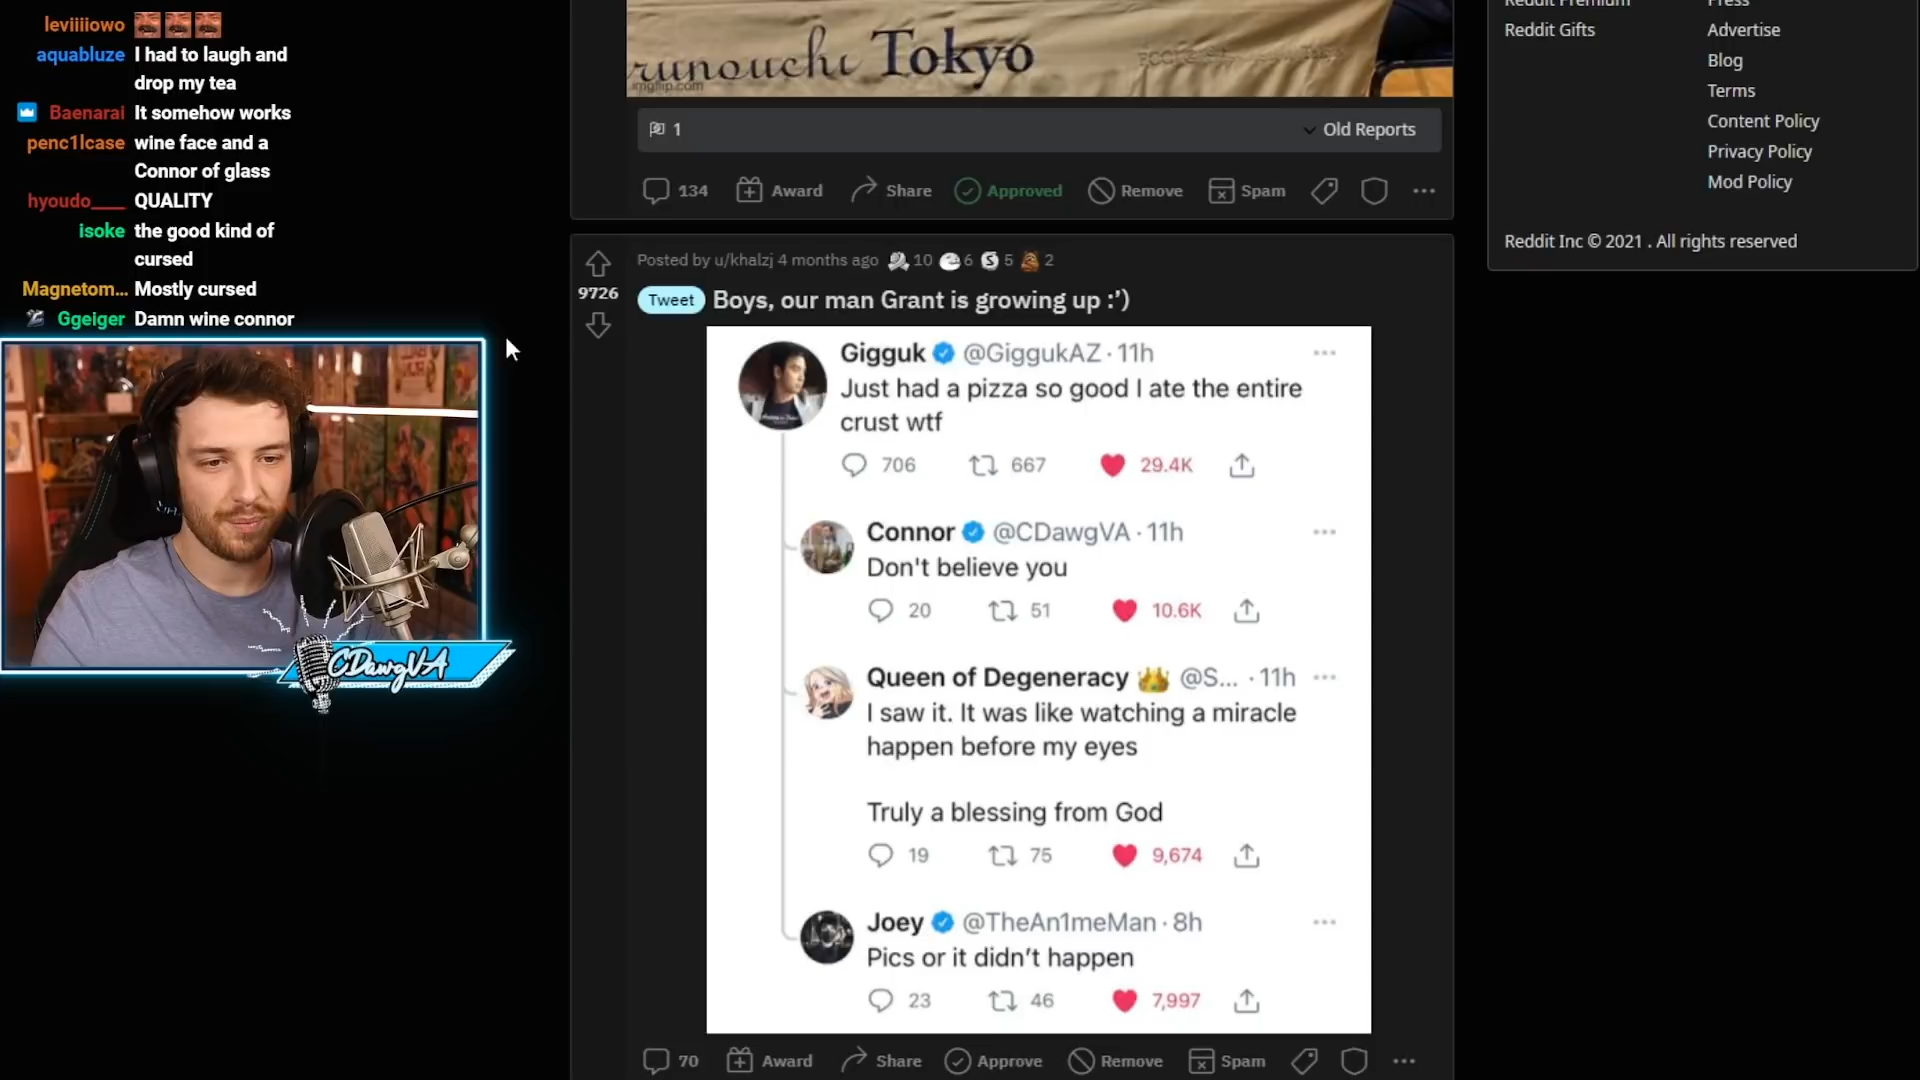 leviiiiowo
aquabluze I had to laugh and
drop my tea
Baenarai It somehow works
penc1lcase wine face and a
Connor of glass
hyoudo___ QUALITY
isoke the good kind of
cursed
Magnetom... Mostly cursed
Ggeiger Damn wine connor
CDawgVA
runouchi Tokyo
imgflip.com
1
Old Reports
134 Award Share Approved Remove Spam ...
9726
Posted by u/khalzj 4 months ago 10 6 5 2
Tweet Boys, our man Grant is growing up :’)
Gigguk @GiggukAZ · 11h ...
Just had a pizza so good I ate the entire
crust wtf
706 667 29.4K
Connor @CDawgVA · 11h ...
Don't believe you
20 51 10.6K
Queen of Degeneracy 👑 @S... · 11h ...
I saw it. It was like watching a miracle
happen before my eyes
Truly a blessing from God
19 75 9,674
Joey @TheAn1meMan · 8h ...
Pics or it didn’t happen
23 46 7,997
70 Award Share Approve Remove Spam ...
Reddit Premium Press
Reddit Gifts Advertise
Blog
Terms
Content Policy
Privacy Policy
Mod Policy
Reddit Inc © 2021 . All rights reserved